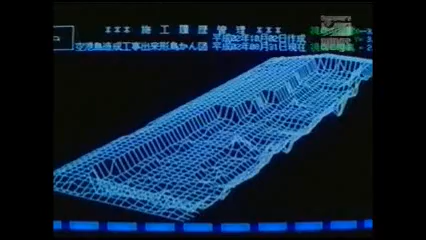 *** 施 工 履 歴 管 理 ***
平成02年10月02日作成
空港島造成工事出来形鳥かん図 平成02年08月31日現在